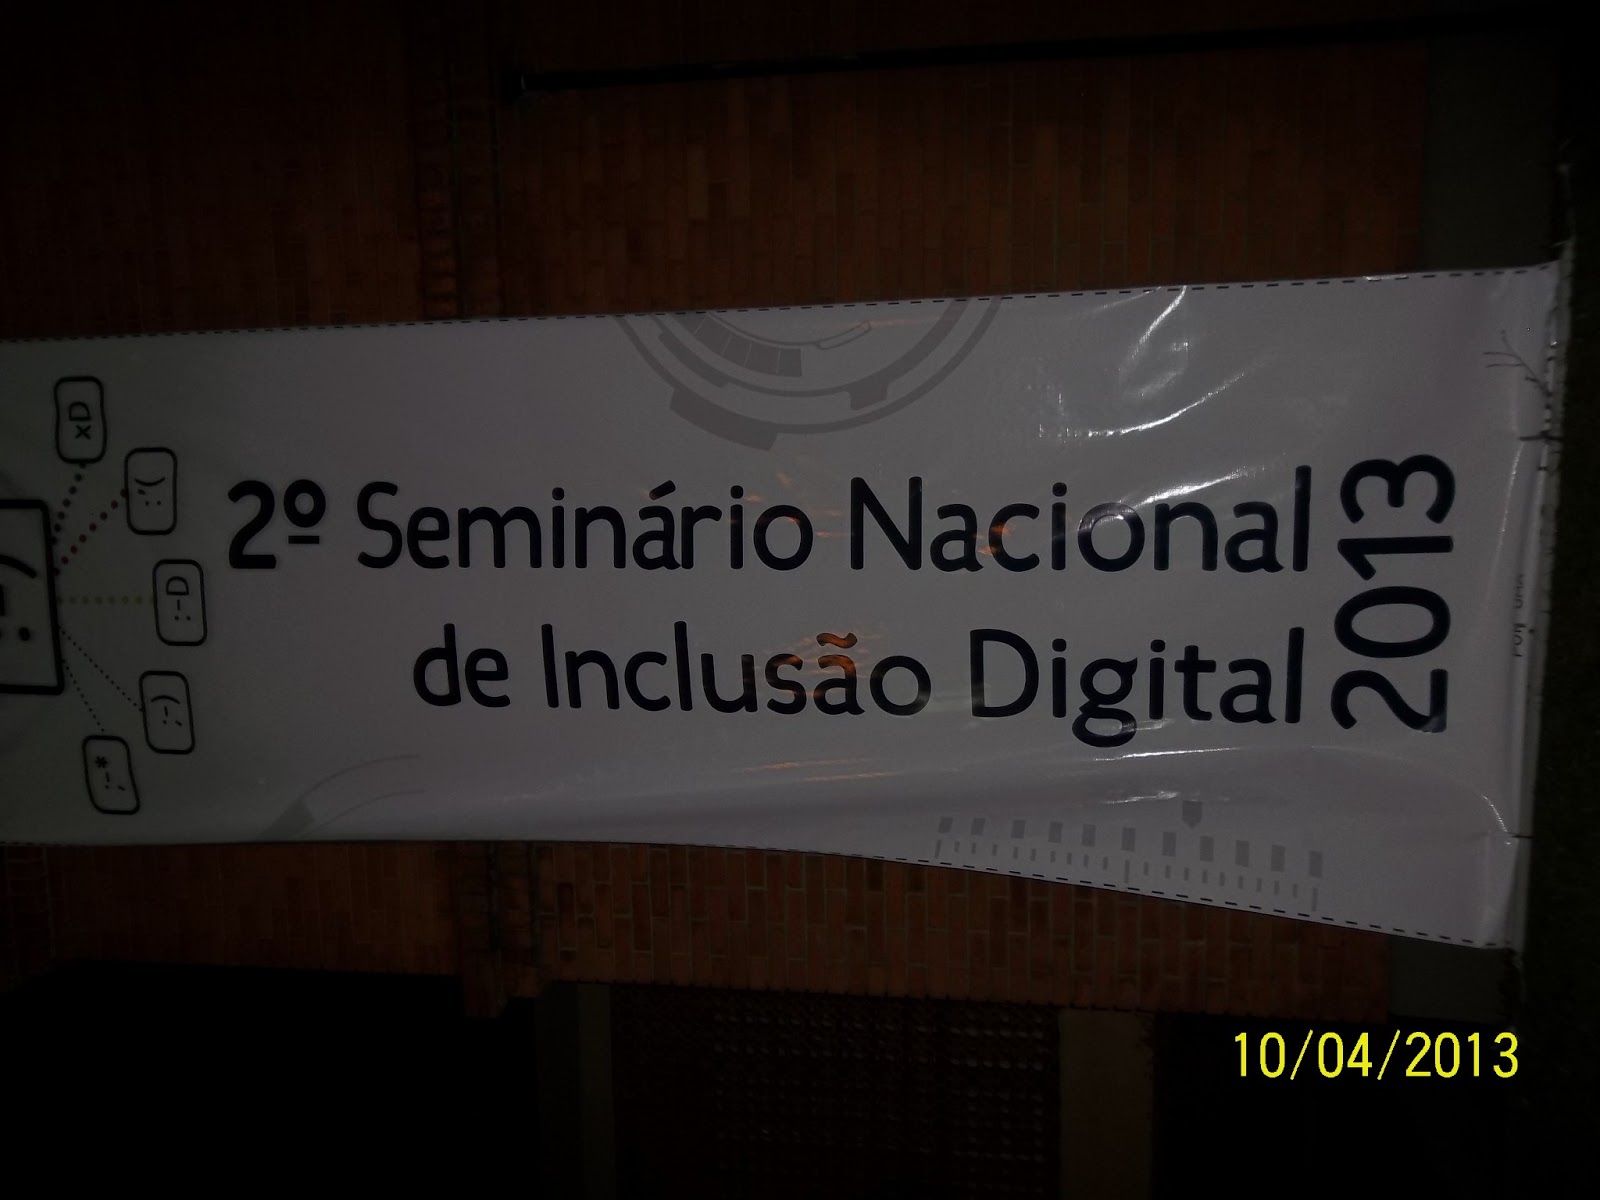 xD
:'(
:-D
:-)
:-*
:-)
2º Seminário Nacional
de Inclusão Digital
2013
10/04/2013